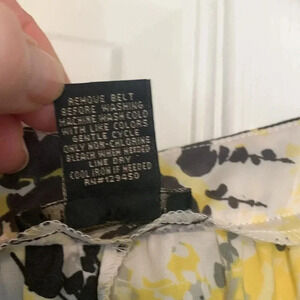 REMOVE BELT
BEFORE WASHING
MACHINE WASH COLD
WITH LIKE COLORS
GENTLE CYCLE
ONLY NON-CHLORINE
BLEACH WHEN NEEDED
LINE DRY
COOL IRON IF NEEDED
RN#129450